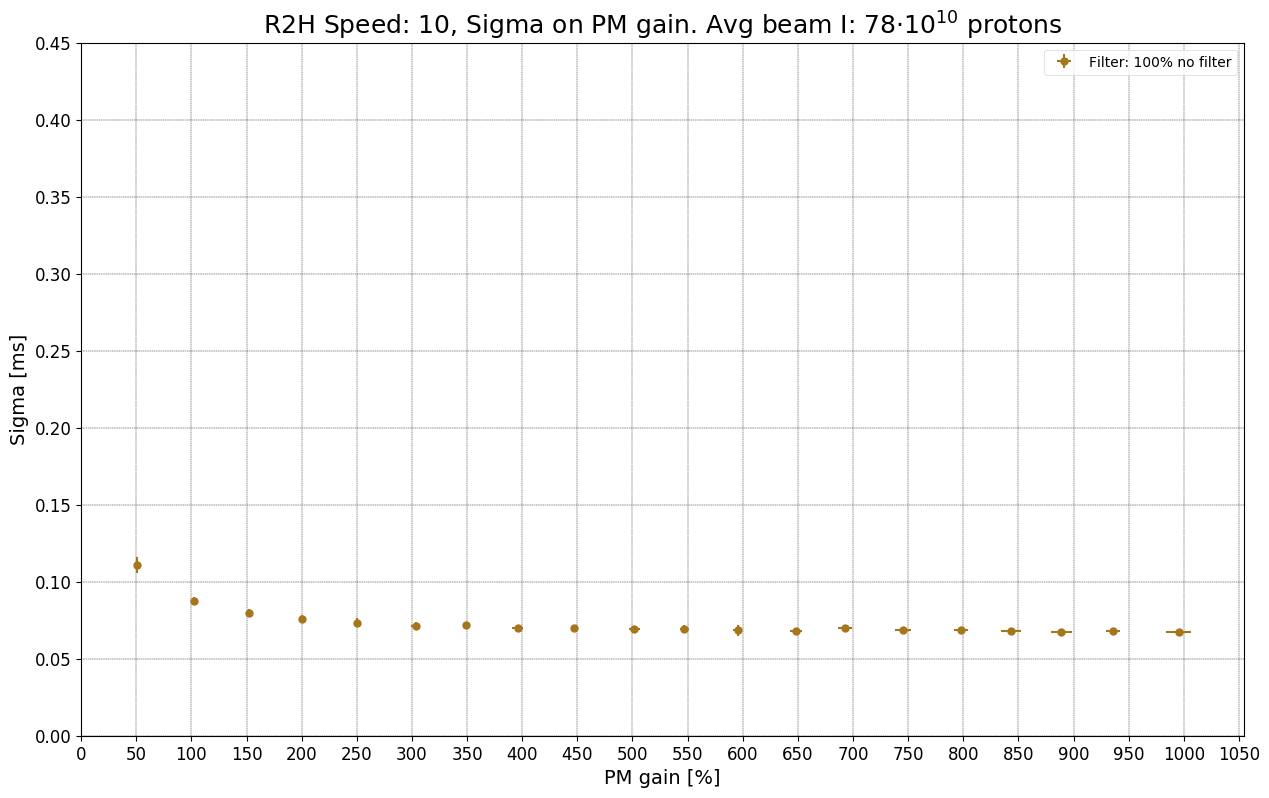 R2H Speed: 10, Sigma on PM gain. Avg beam I: 78·10¹⁰ protons
Filter: 100% no filter
0.45
0.40
0.35
0.30
0.25
0.20
0.15
0.10
0.05
0.00
Sigma [ms]
0 50 100 150 200 250 300 350 400 450 500 550 600 650 700 750 800 850 900 950 1000 1050
PM gain [%]